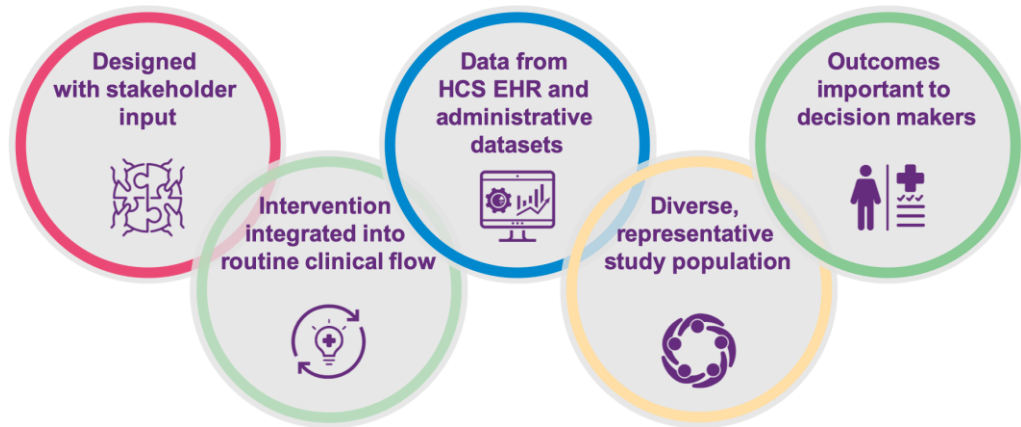 Designed
with stakeholder
input
Intervention
integrated into
routine clinical flow
Data from
HCS EHR and
administrative
datasets
Diverse,
representative
study population
Outcomes
important to
decision makers